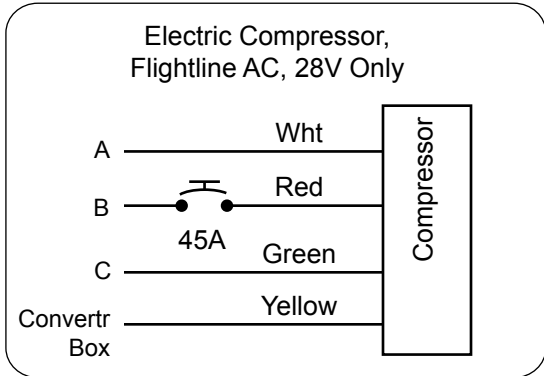 Electric Compressor,
Flightline AC, 28V Only
A
Wht
B
Red
45A
C
Green
Convertr
Box
Yellow
Compressor